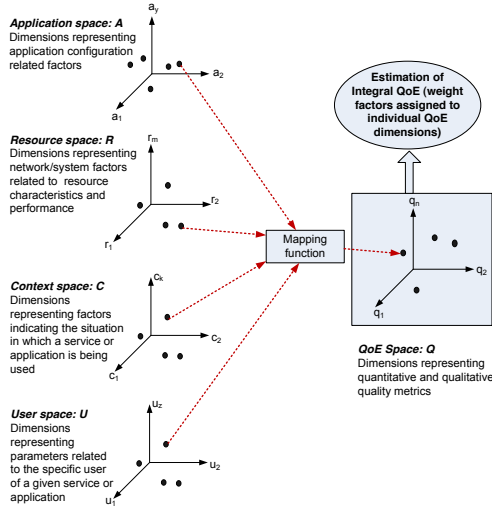 Application space: A
Dimensions representing
application configuration
related factors
a_y
a_2
a_1
Resource space: R
Dimensions representing
network/system factors
related to resource
characteristics and
performance
r_m
r_2
r_1
Context space: C
Dimensions
representing factors
indicating the situation
in which a service or
application is being
used
c_k
c_2
c_1
User space: U
Dimensions
representing
parameters related
to the specific user
of a given service or
application
u_z
u_2
u_1
Mapping
function
Estimation of
Integral QoE (weight
factors assigned to
individual QoE
dimensions)
q_n
q_2
q_1
QoE Space: Q
Dimensions representing
quantitative and qualitative
quality metrics